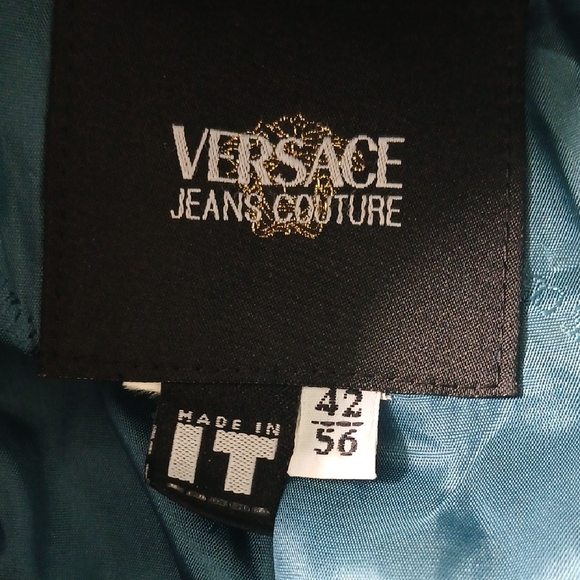 VERSACE
JEANS COUTURE
MADE IN
IT
42
56